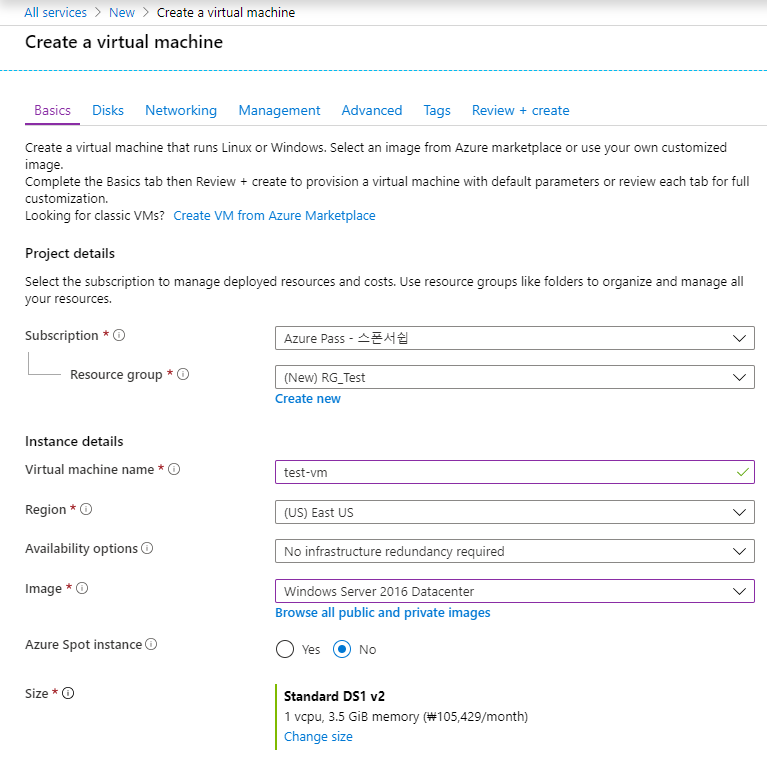 All services > New > Create a virtual machine
Create a virtual machine
Basics Disks Networking Management Advanced Tags Review + create
Create a virtual machine that runs Linux or Windows. Select an image from Azure marketplace or use your own customized
image.
Complete the Basics tab then Review + create to provision a virtual machine with default parameters or review each tab for full
customization.
Looking for classic VMs? Create VM from Azure Marketplace
Project details
Select the subscription to manage deployed resources and costs. Use resource groups like folders to organize and manage all
your resources.
Subscription * Azure Pass - 스폰서쉽
Resource group * (New) RG_Test
Create new
Instance details
Virtual machine name * test-vm
Region * (US) East US
Availability options No infrastructure redundancy required
Image * Windows Server 2016 Datacenter
Browse all public and private images
Azure Spot instance Yes No
Size * Standard DS1 v2
1 vcpu, 3.5 GiB memory (₩105,429/month)
Change size